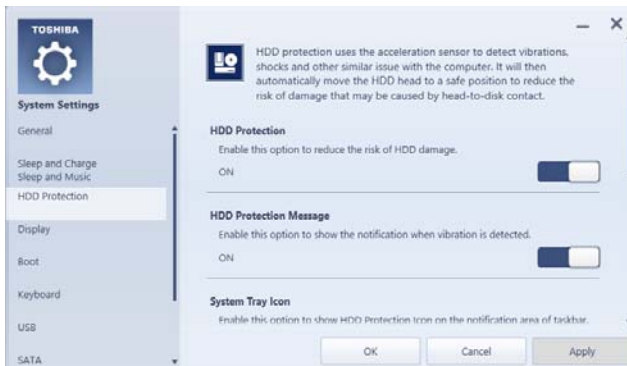 TOSHIBA
System Settings
General
Sleep and Charge
Sleep and Music
HDD Protection
Display
Boot
Keyboard
USB
SATA
HDD protection uses the acceleration sensor to detect vibrations,
shocks and other similar issue with the computer. It will then
automatically move the HDD head to a safe position to reduce the
risk of damage that may be caused by head-to-disk contact.
HDD Protection
Enable this option to reduce the risk of HDD damage.
ON
HDD Protection Message
Enable this option to show the notification when vibration is detected.
ON
System Tray Icon
Enable this option to show HDD Protection Icon on the notification area of taskbar.
OK
Cancel
Apply